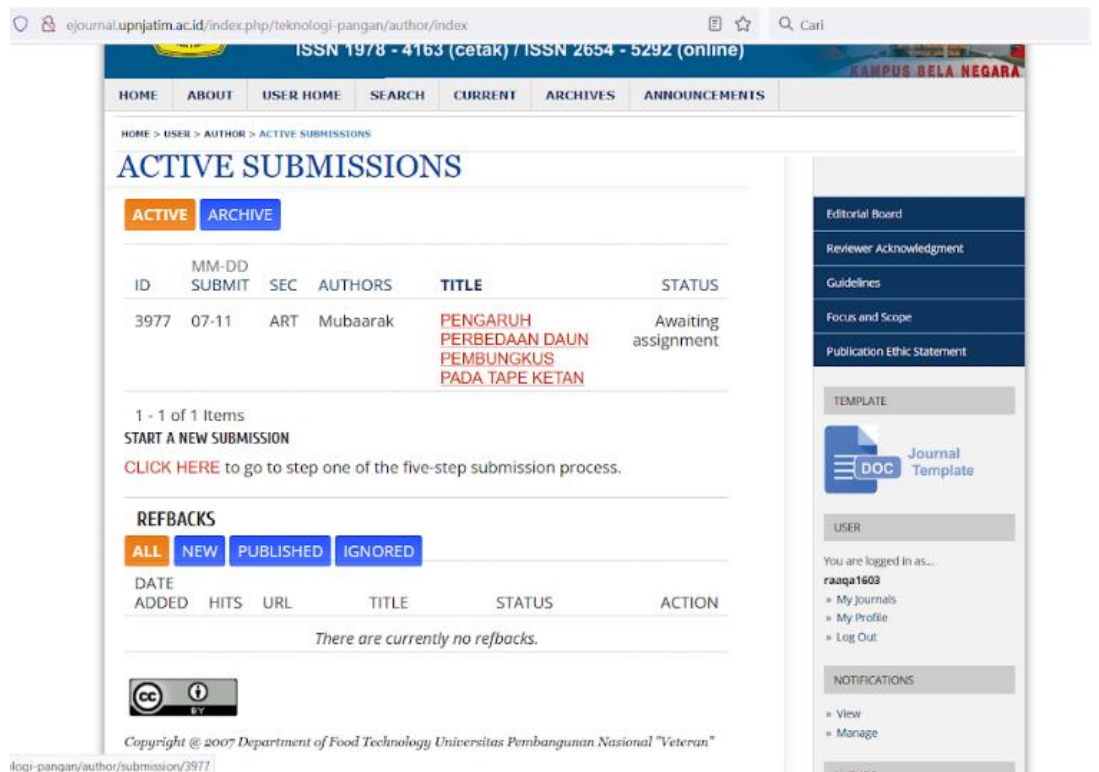 ejournal.upnjatim.ac.id/index.php/teknologi-pangan/author/index
Cari
ISSN 1978 - 4163 (cetak) / ISSN 2654 - 5292 (online)
KAMPUS BELA NEGARA
HOME ABOUT USER HOME SEARCH CURRENT ARCHIVES ANNOUNCEMENTS
HOME > USER > AUTHOR > ACTIVE SUBMISSIONS
ACTIVE SUBMISSIONS
ACTIVE ARCHIVE
MM-DD
ID SUBMIT SEC AUTHORS TITLE STATUS
3977 07-11 ART Mubaarak PENGARUH Awaiting
PERBEDAAN DAUN assignment
PEMBUNGKUS
PADA TAPE KETAN
1 - 1 of 1 Items
START A NEW SUBMISSION
CLICK HERE to go to step one of the five-step submission process.
REFBACKS
ALL NEW PUBLISHED IGNORED
DATE
ADDED HITS URL TITLE STATUS ACTION
There are currently no refbacks.
cc BY
Copyright @ 2007 Department of Food Technology Universitas Pembangunan Nasional "Veteran"
logi-pangan/author/submission/3977
Editorial Board
Reviewer Acknowledgment
Guidelines
Focus and Scope
Publication Ethic Statement
TEMPLATE
DOC
Journal
Template
USER
You are logged in as...
raaqa1603
» My Journals
» My Profile
» Log Out
NOTIFICATIONS
» View
» Manage